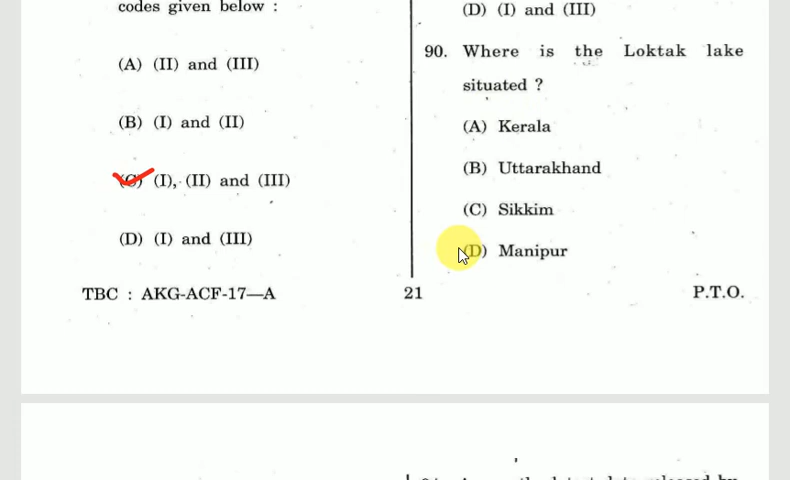 codes given below :
(A) (II) and (III)
(B) (I) and (II)
(C) (I), (II) and (III)
(D) (I) and (III)
(D) (I) and (III)
90. Where is the Loktak lake
situated ?
(A) Kerala
(B) Uttarakhand
(C) Sikkim
(D) Manipur
TBC : AKG-ACF-17—A
21
P.T.O.